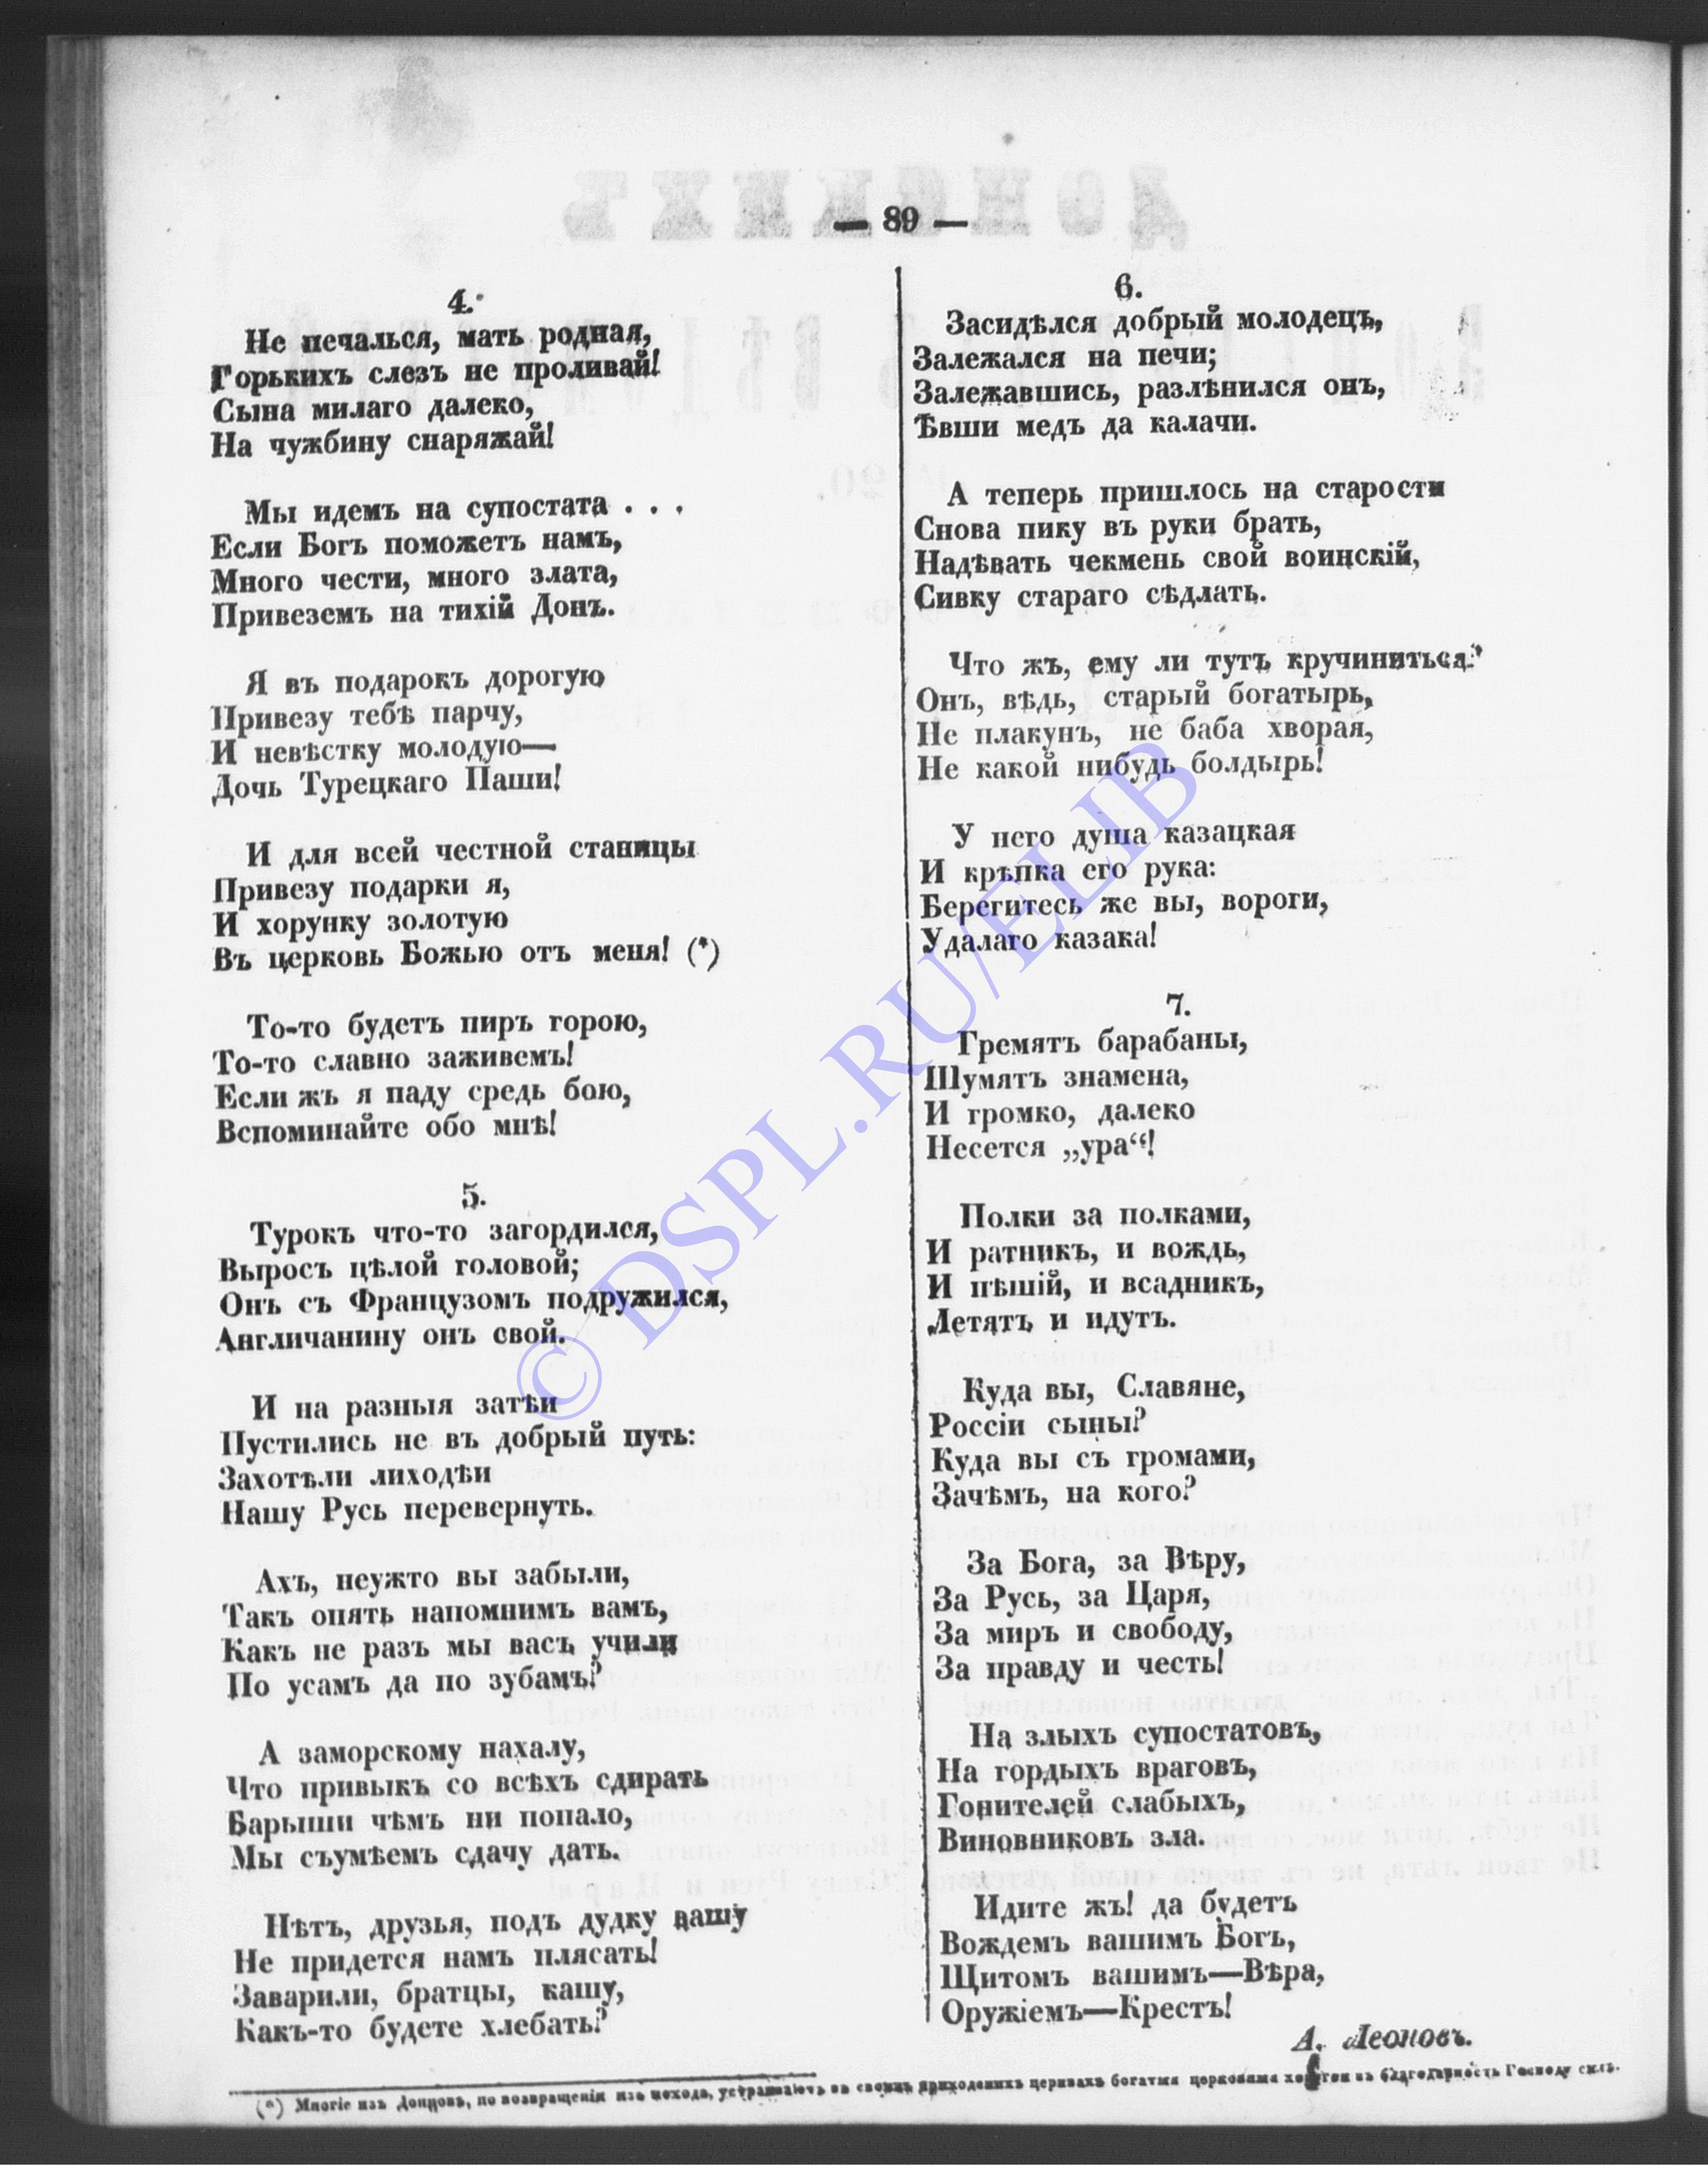 — 89 —
4.
Не печалься, мать родная,
Горькихъ слезъ не проливай!
Сына милаго далеко,
На чужбину снаряжай!
Мы идемъ на супостата . . .
Если Богъ поможетъ намъ,
Много чести, много злата,
Привеземъ на тихій Донъ.
Я въ подарокъ дорогую
Привезу тебѣ парчу,
И невѣстку молодую—
Дочь Турецкаго Паши!
И для всей честной станицы
Привезу подарки я,
И хорунку золотую
Въ церковь Божью отъ меня! (*)
То-то будетъ пиръ горою,
То-то славно заживемъ!
Если жъ я паду средь бою,
Вспоминайте обо мнѣ!
5.
Турокъ что-то загордился,
Выросъ цѣлой головой;
Онъ съ Французомъ подружился,
Англичанину онъ свой.
И на разныя затѣи
Пустились не въ добрый путь:
Захотѣли лиходѣи
Нашу Русь перевернуть.
Ахъ, неужто вы забыли,
Такъ опять напомнимъ вамъ,
Какъ не разъ мы васъ учили
По усамъ да по зубамъ?
А заморскому нахалу,
Что привыкъ со всѣхъ сдирать
Барыши чѣмъ ни попало,
Мы съумѣемъ сдачу дать.
Нѣтъ, друзья, подъ дудку вашу
Не придется намъ плясать!
Заварили, братцы, кашу,
Какъ-то будете хлебать?
6.
Засидѣлся добрый молодецъ,
Залежался на печи;
Залежавшись, разлѣнился онъ,
Ѣвши медъ да калачи.
А теперь пришлось на старости
Снова пику въ руки брать,
Надѣвать чекмень свой воинскій,
Сивку стараго сѣдлать.
Что жъ, ему ли тутъ кручиниться?
Онъ, вѣдь, старый богатырь,
Не плакунъ, не баба хворая,
Не какой нибудь болдырь!
У него душа казацкая
И крѣпка его рука:
Берегитесь же вы, вороги,
Удалаго казака!
7.
Гремятъ барабаны,
Шумятъ знамена,
И громко, далеко
Несется „ура“!
Полки за полками,
И ратникъ, и вождь,
И пѣшій, и всадникъ,
Летятъ и идутъ.
Куда вы, Славяне,
Россіи сыны?
Куда вы съ громами,
Зачѣмъ, на кого?
За Бога, за Вѣру,
За Русь, за Царя,
За миръ и свободу,
За правду и честь!
На злыхъ супостатовъ,
На гордыхъ враговъ,
Гонителей слабыхъ,
Виновниковъ зла.
Идите жъ! да будетъ
Вождемъ вашимъ Богъ,
Щитомъ вашимъ—Вѣра,
Оружіемъ—Крестъ!
А. Леоновъ.
(*) Многіе изъ Донцовъ, по возвращеніи изъ похода, устраиваютъ въ своихъ приходскихъ церквахъ богатыя церковныя въ благодарность Господу силъ.
© DSPL.RU/ELIB